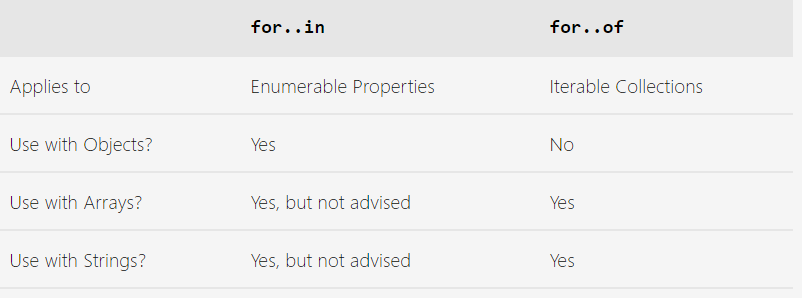 for..in for..of
Applies to Enumerable Properties Iterable Collections
Use with Objects? Yes No
Use with Arrays? Yes, but not advised Yes
Use with Strings? Yes, but not advised Yes